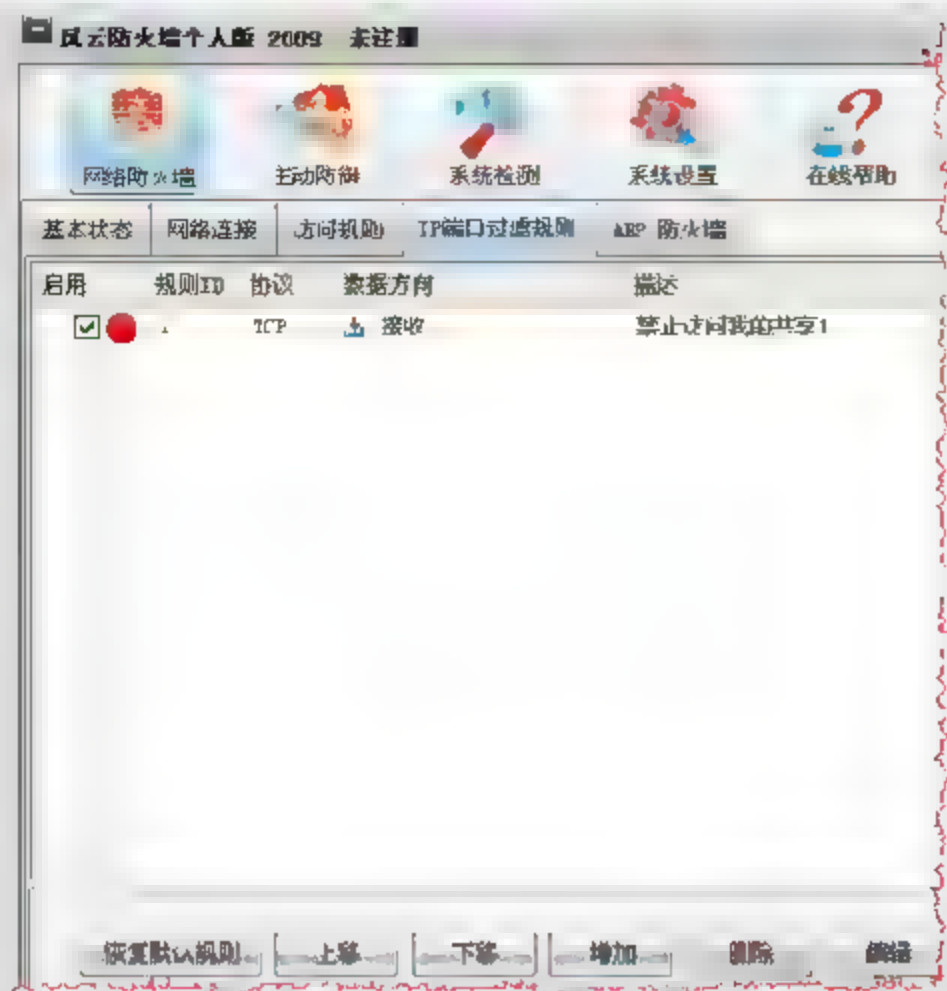 风云防火墙个人版 2009 未注册
网络防火墙 主动防御 系统检测 系统设置 在线帮助
基本状态 网络连接 访问规则 IP端口过虑规则 ARP 防火墙
启用 规则ID 协议 数据方向 描述
TCP 接收 禁止访问我的共享1
恢复默认规则 上移 下移 增加 删除 编辑